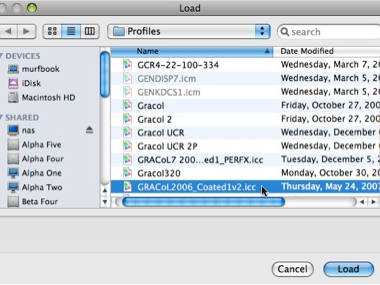 Load
Profiles
search
Name Date Modified
DEVICES
murfbook
iDisk
Macintosh HD
SHARED
nas
Alpha Five
Alpha Four
Alpha One
Alpha Two
Beta Four
GCR4-22-100-334 Wednesday, March 7, 20
GENDISP7.icm Wednesday, March 5, 20
GENKDCS1.icm Wednesday, March 5, 20
Gracol Friday, October 27, 200
Gracol 2 Friday, October 27, 200
Gracol UCR Wednesday, December
Gracol UCR 2P Wednesday, December
GRACoL7 200...ed1_PERFX.icc Tuesday, December 5, 2
Gracol320 Monday, October 30, 20
GRACoL2006_Coated1v2.icc Thursday, May 24, 2007
Cancel Load